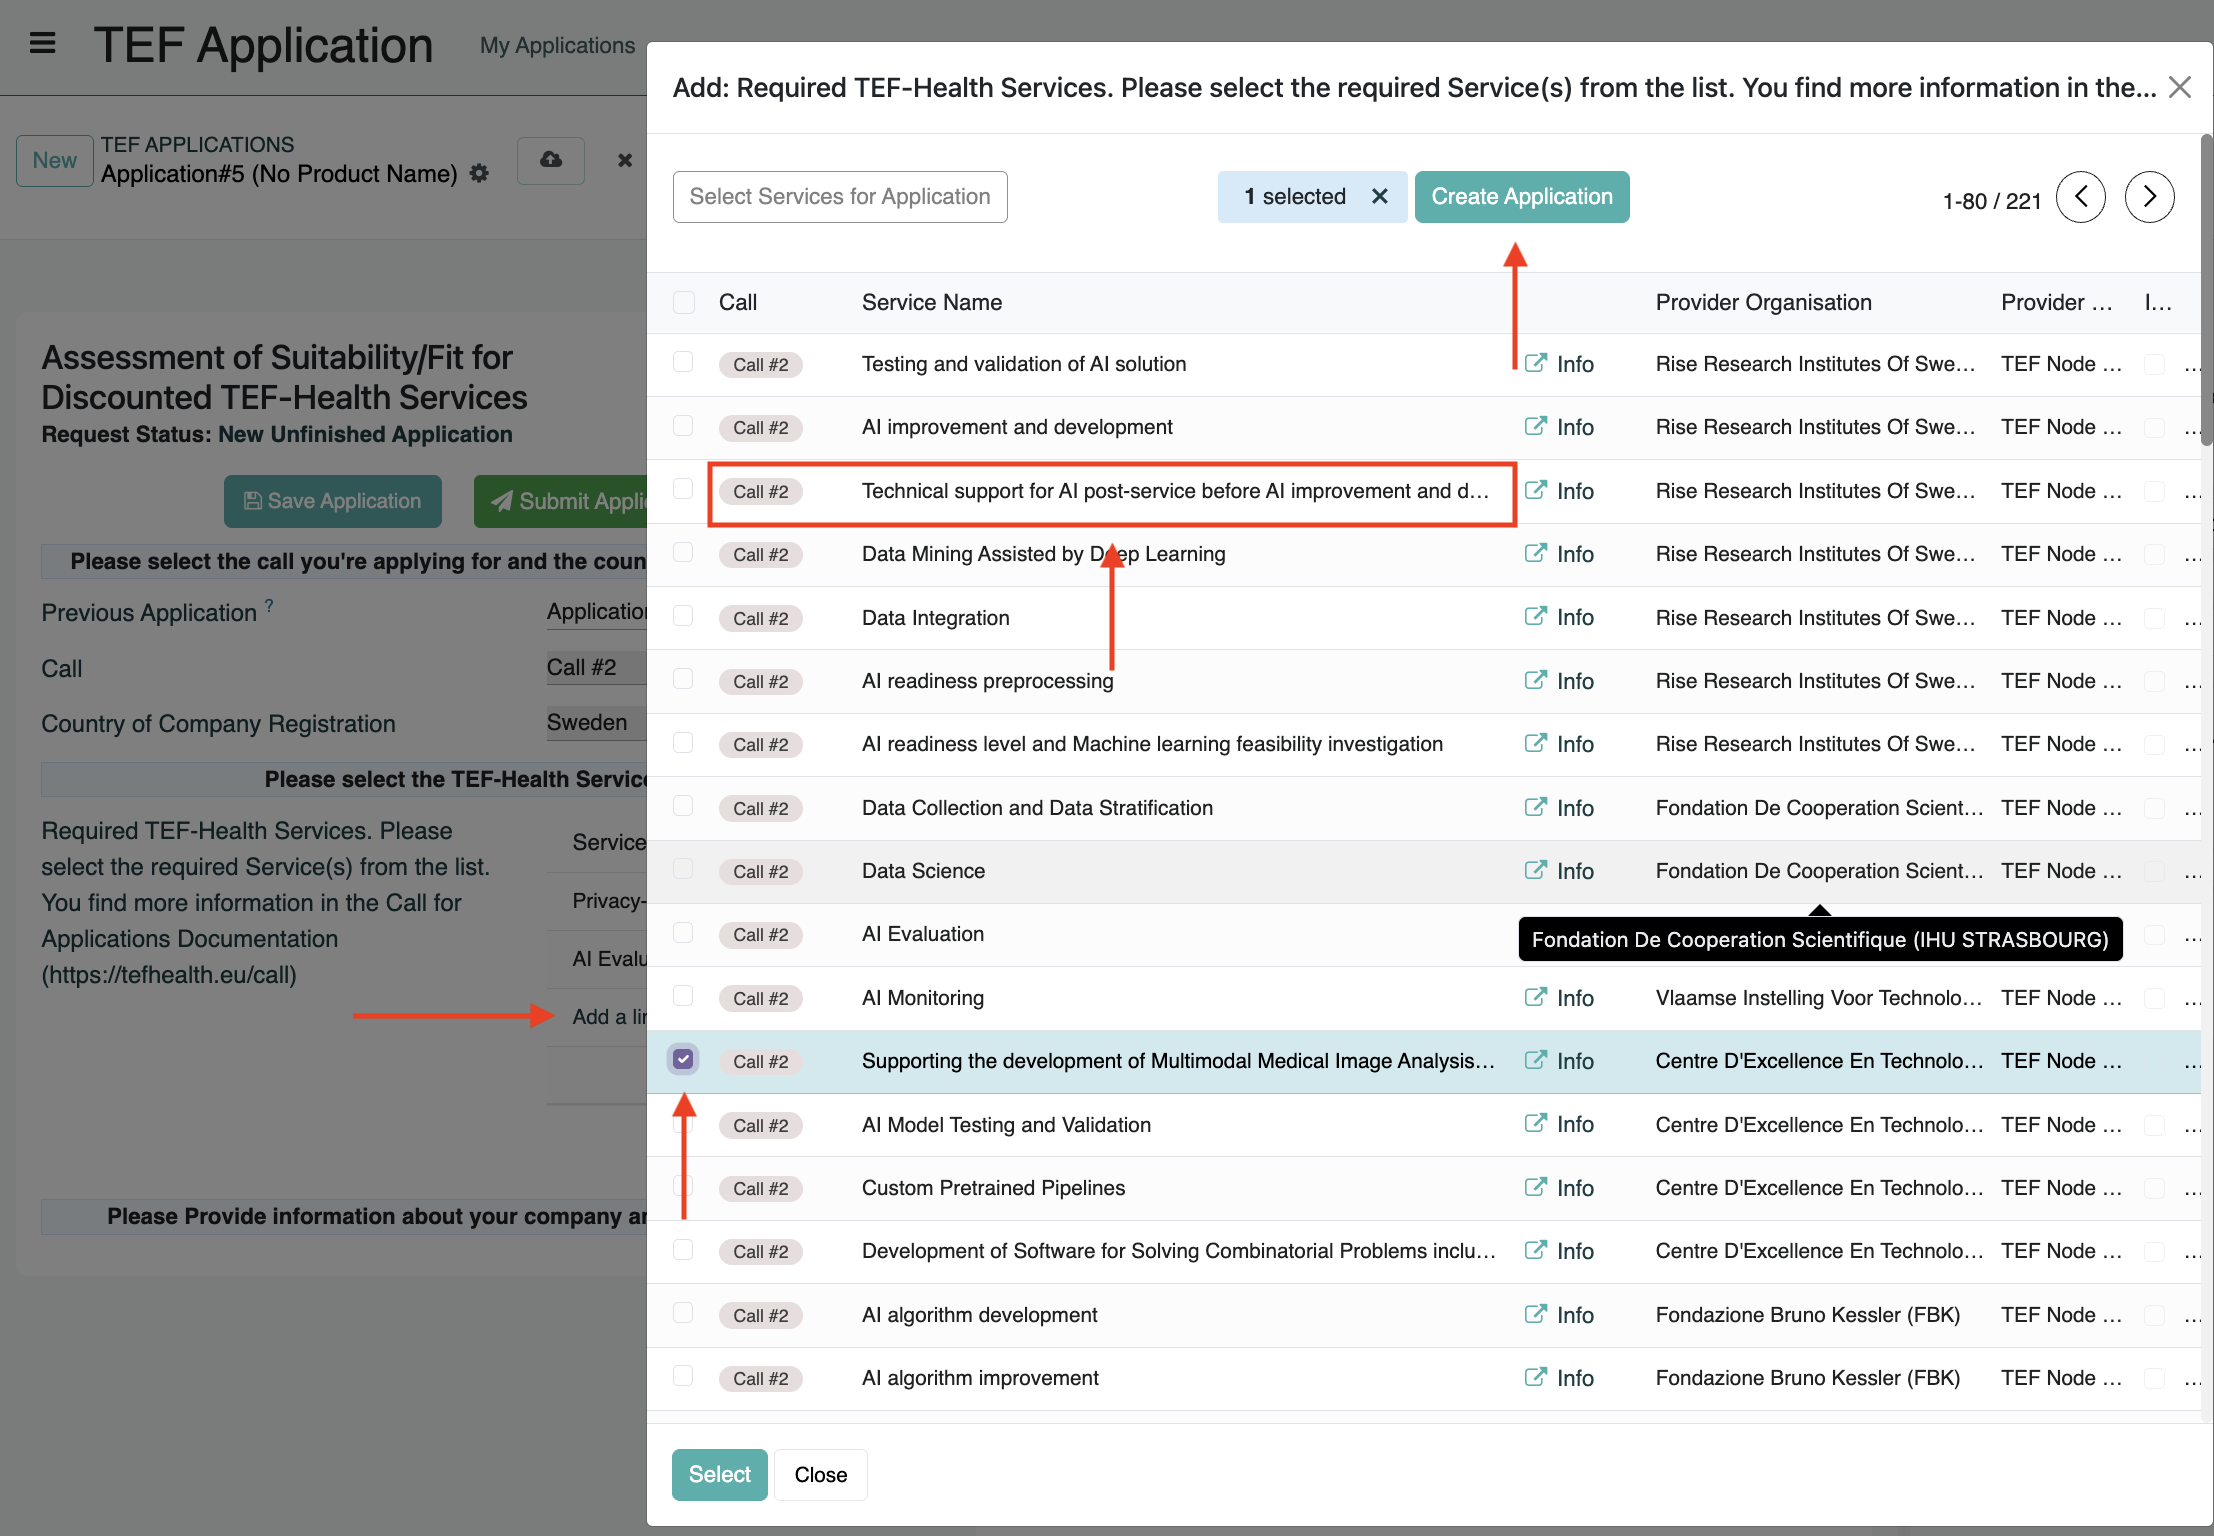 TEF Application
My Applications
New
TEF APPLICATIONS
Application#5 (No Product Name)
Assessment of Suitability/Fit for
Discounted TEF-Health Services
Request Status: New Unfinished Application
Save Application
Submit Appli
Please select the call you're applying for and the coun
Previous Application ?
Application
Call
Call #2
Country of Company Registration
Sweden
Please select the TEF-Health Service
Required TEF-Health Services. Please
select the required Service(s) from the list.
You find more information in the Call for
Applications Documentation
(https://tefhealth.eu/call)
Service
Privacy-
AI Evalu
Add a li
Please Provide information about your company an
Add: Required TEF-Health Services. Please select the required Service(s) from the list. You find more information in the...
Select Services for Application
1 selected
Create Application
1-80 / 221
Call Service Name Provider Organisation Provider ... I...
Call #2 Testing and validation of AI solution Info Rise Research Institutes Of Swe... TEF Node ... ...
Call #2 AI improvement and development Info Rise Research Institutes Of Swe... TEF Node ... ...
Call #2 Technical support for AI post-service before AI improvement and d... Info Rise Research Institutes Of Swe... TEF Node ... ...
Call #2 Data Mining Assisted by Deep Learning Info Rise Research Institutes Of Swe... TEF Node ... ...
Call #2 Data Integration Info Rise Research Institutes Of Swe... TEF Node ... ...
Call #2 AI readiness preprocessing Info Rise Research Institutes Of Swe... TEF Node ... ...
Call #2 AI readiness level and Machine learning feasibility investigation Info Rise Research Institutes Of Swe... TEF Node ... ...
Call #2 Data Collection and Data Stratification Info Fondation De Cooperation Scient... TEF Node ... ...
Call #2 Data Science Info Fondation De Cooperation Scient... TEF Node ... ...
Call #2 AI Evaluation ...
Fondation De Cooperation Scientifique (IHU STRASBOURG)
Call #2 AI Monitoring Info Vlaamse Instelling Voor Technolo... TEF Node ... ...
Call #2 Supporting the development of Multimodal Medical Image Analysis... Info Centre D'Excellence En Technolo... TEF Node ... ...
Call #2 AI Model Testing and Validation Info Centre D'Excellence En Technolo... TEF Node ... ...
Call #2 Custom Pretrained Pipelines Info Centre D'Excellence En Technolo... TEF Node ... ...
Call #2 Development of Software for Solving Combinatorial Problems inclu... Info Centre D'Excellence En Technolo... TEF Node ... ...
Call #2 AI algorithm development Info Fondazione Bruno Kessler (FBK) TEF Node ... ...
Call #2 AI algorithm improvement Info Fondazione Bruno Kessler (FBK) TEF Node ... ...
Select
Close